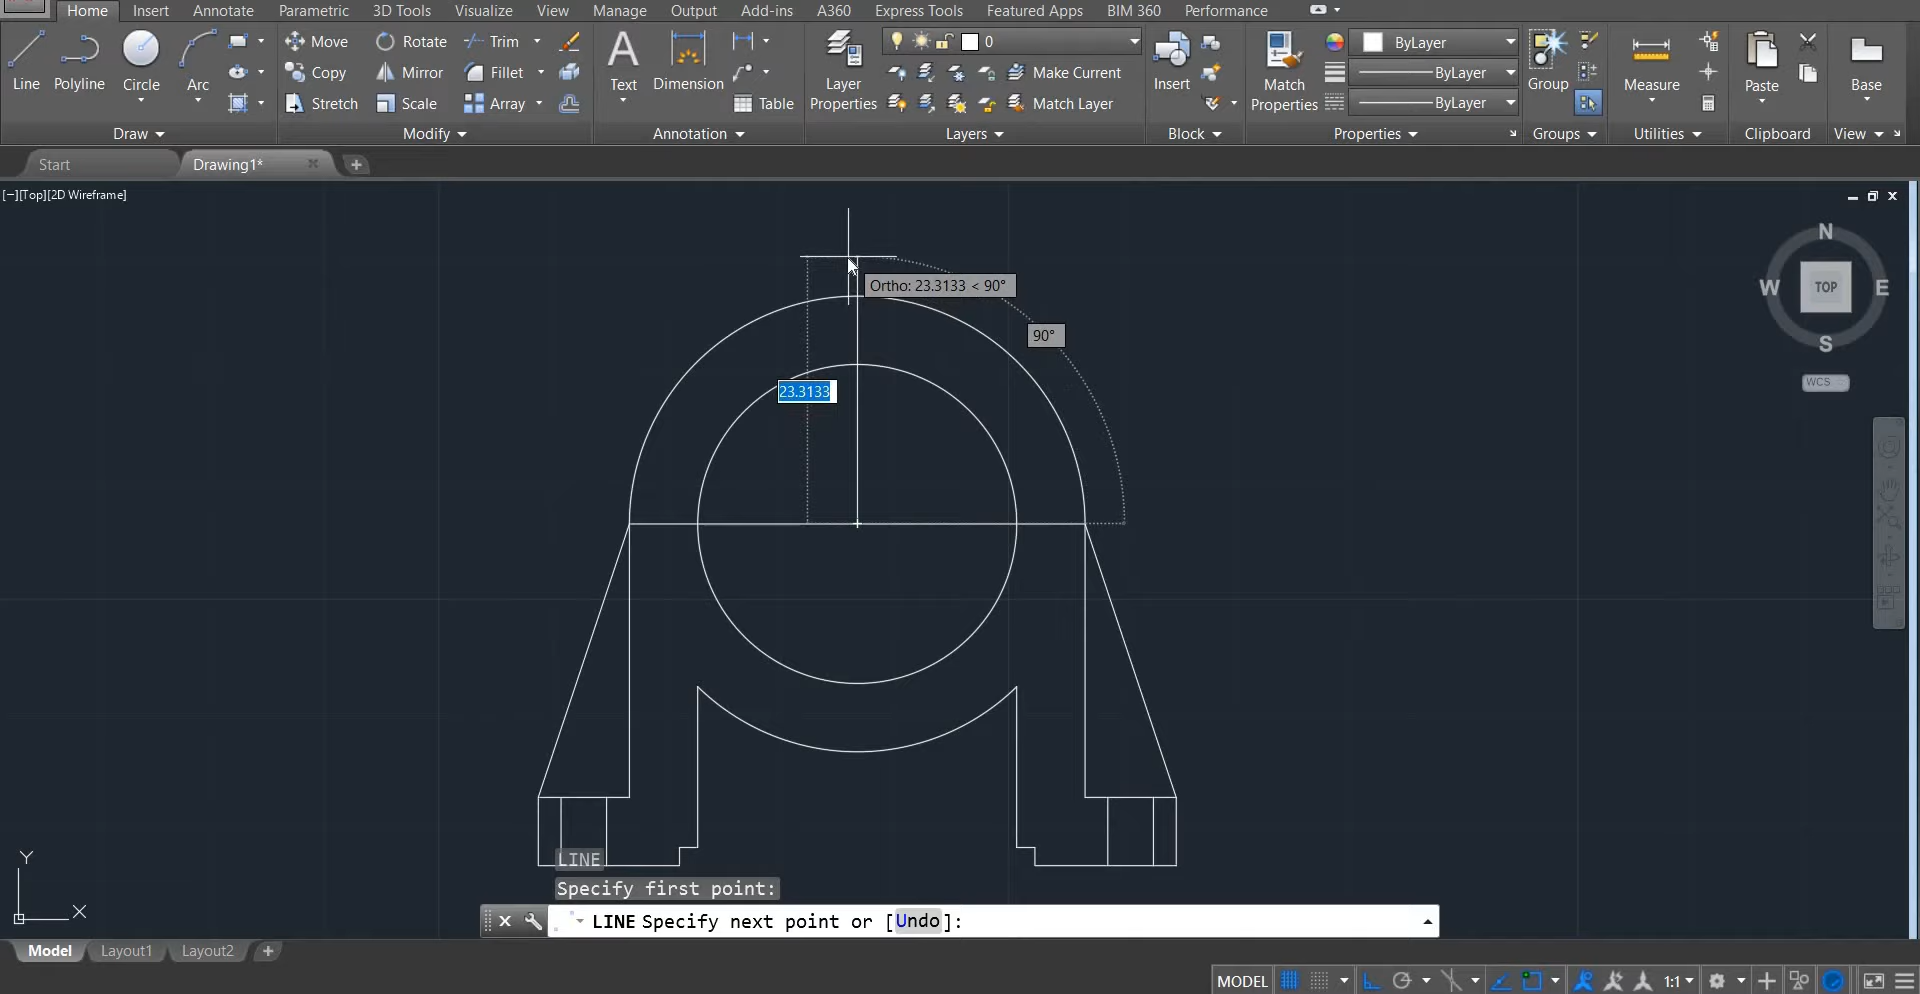 Home Insert Annotate Parametric 3D Tools Visualize View Manage Output Add-ins A360 Express Tools Featured Apps BIM 360 Performance
Line Polyline Circle Arc
Move Rotate Trim
Copy Mirror Fillet
Stretch Scale Array
Text Dimension Table
Layer Properties
0
Make Current
Match Layer
Insert
Match Properties
ByLayer
ByLayer
ByLayer
Group Measure Paste Base
Draw Modify Annotation Layers Block Properties Groups Utilities Clipboard View
Start Drawing1*
[−][Top][2D Wireframe]
N
W TOP E
S
WCS
Ortho: 23.3133 < 90°
90°
23.3133
Y
X
LINE
Specify first point:
LINE Specify next point or [Undo]:
Model Layout1 Layout2
MODEL 1:1